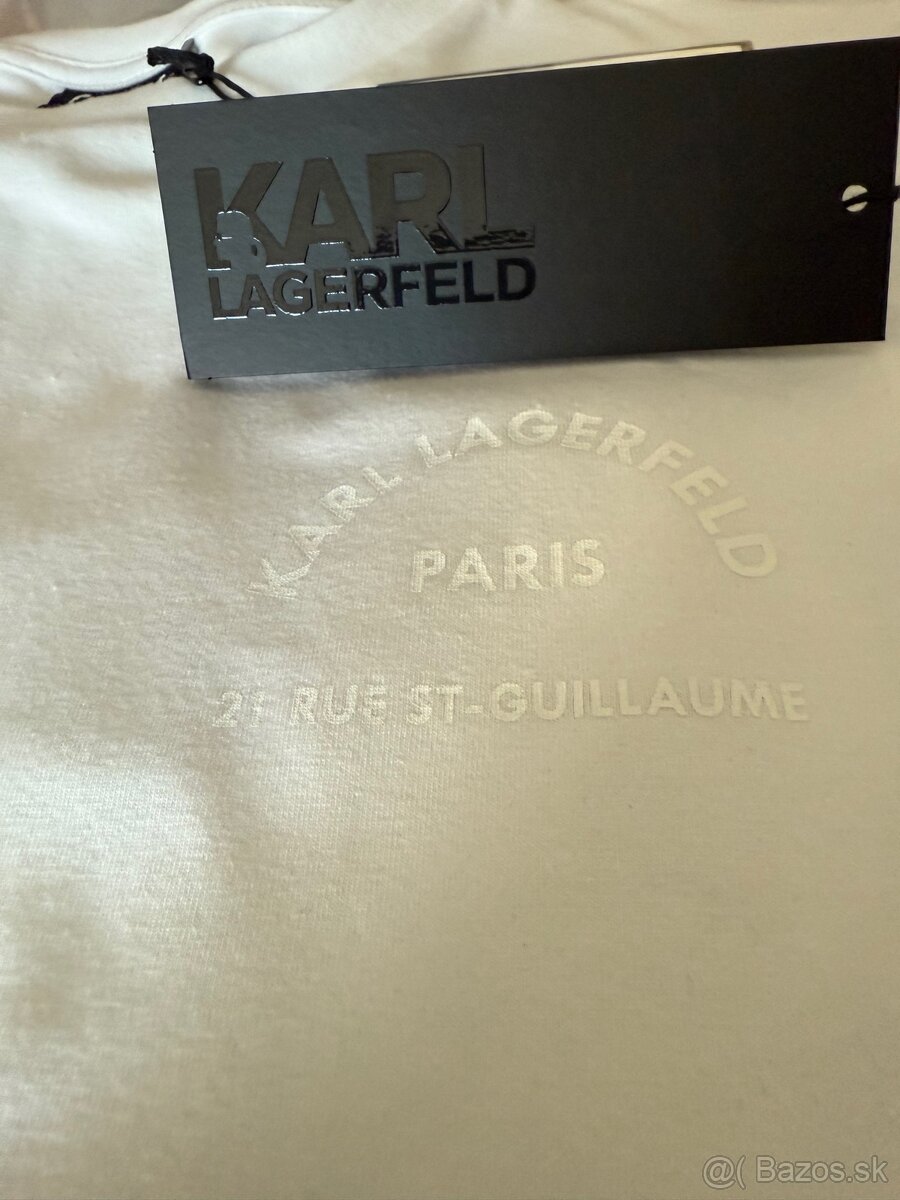 KARL
LAGERFELD
KARL LAGERFELD
PARIS
21 RUE ST-GUILLAUME
@( Bazos.sk